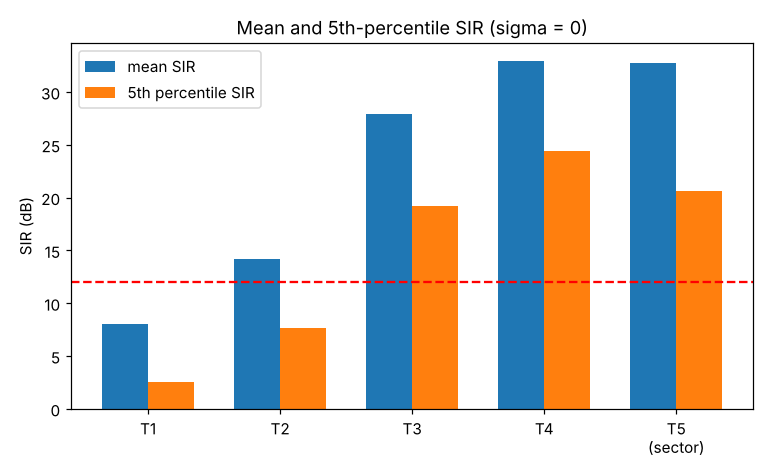 Mean and 5th-percentile SIR (sigma = 0)
mean SIR
5th percentile SIR
SIR (dB)
30
25
20
15
10
5
0
T1
T2
T3
T4
T5
(sector)